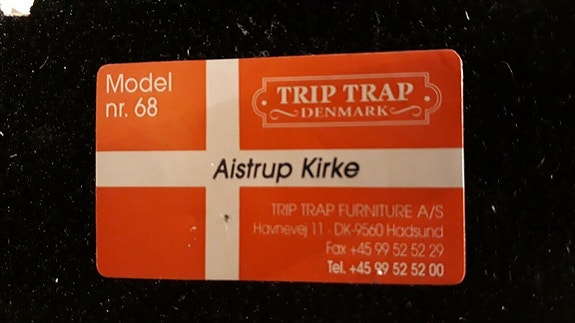 Model
nr. 68
TRIP TRAP
DENMARK
Aistrup Kirke
TRIP TRAP FURNITURE A/S
Havnevej 11 · DK-9560 Hadsund
Fax +45 99 52 52 29
Tel. +45 99 52 52 00